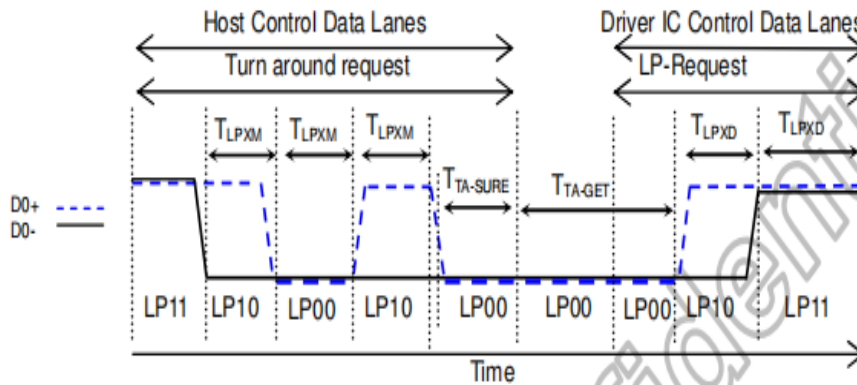 Host Control Data Lanes Driver IC Control Data Lanes
Turn around request LP-Request
TLPXM TLPXM TLPXM TLPXD TLPXD
TTA-SURE TTA-GET
D0+
D0-
LP11 LP10 LP00 LP10 LP00 LP00 LP00 LP10 LP11
Time